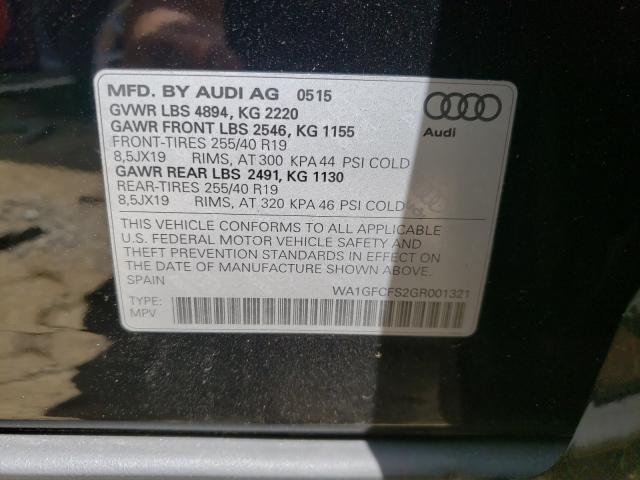 MFD. BY AUDI AG 0515
GVWR LBS 4894, KG 2220
GAWR FRONT LBS 2546, KG 1155
FRONT-TIRES 255/40 R19
8,5JX19 RIMS, AT 300 KPA 44 PSI COLD
GAWR REAR LBS 2491, KG 1130
REAR-TIRES 255/40 R19
8,5JX19 RIMS, AT 320 KPA 46 PSI COLD
Audi
THIS VEHICLE CONFORMS TO ALL APPLICABLE
U.S. FEDERAL MOTOR VEHICLE SAFETY AND
THEFT PREVENTION STANDARDS IN EFFECT ON
THE DATE OF MANUFACTURE SHOWN ABOVE.
SPAIN WA1GFCFS2GR001321
TYPE:
MPV